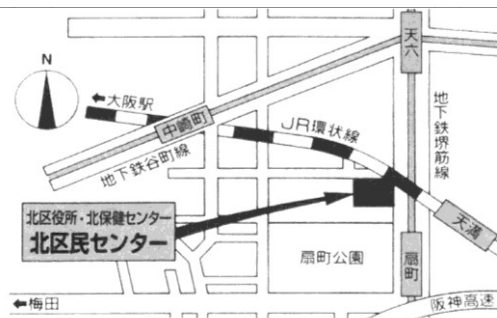 N
天六
←大阪駅
中崎町
JR環状線
地下鉄堺筋線
地下鉄谷町線
北区役所・北保健センター
北区民センター
天満
扇町公園
扇町
←梅田
阪神高速